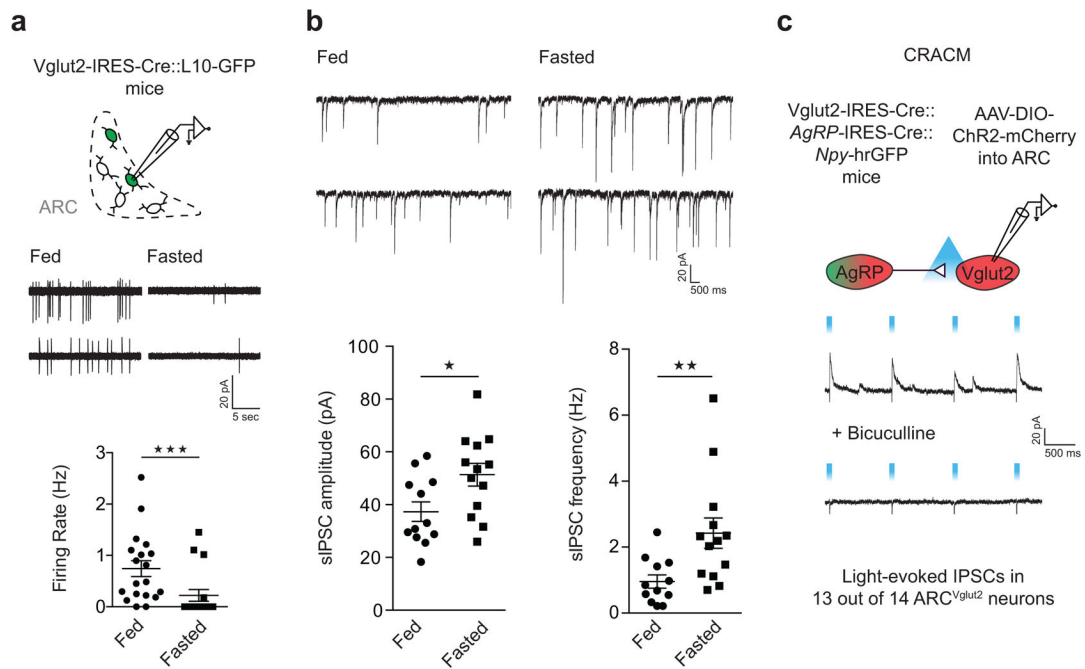 a
Vglut2-IRES-Cre::L10-GFP
mice
ARC
Fed
Fasted
20 pA
5 sec
★★★
Firing Rate (Hz)
3
2
1
0
Fed
Fasted
b
Fed
Fasted
20 pA
500 ms
★
sIPSC amplitude (pA)
100
80
60
40
20
0
Fed
Fasted
★★
sIPSC frequency (Hz)
8
6
4
2
0
Fed
Fasted
c
CRACM
Vglut2-IRES-Cre::
AgRP-IRES-Cre::
Npy-hrGFP
mice
AAV-DIO-
ChR2-mCherry
into ARC
AgRP
Vglut2
+ Bicuculline
20 pA
500 ms
Light-evoked IPSCs in
13 out of 14 ARCVglut2 neurons